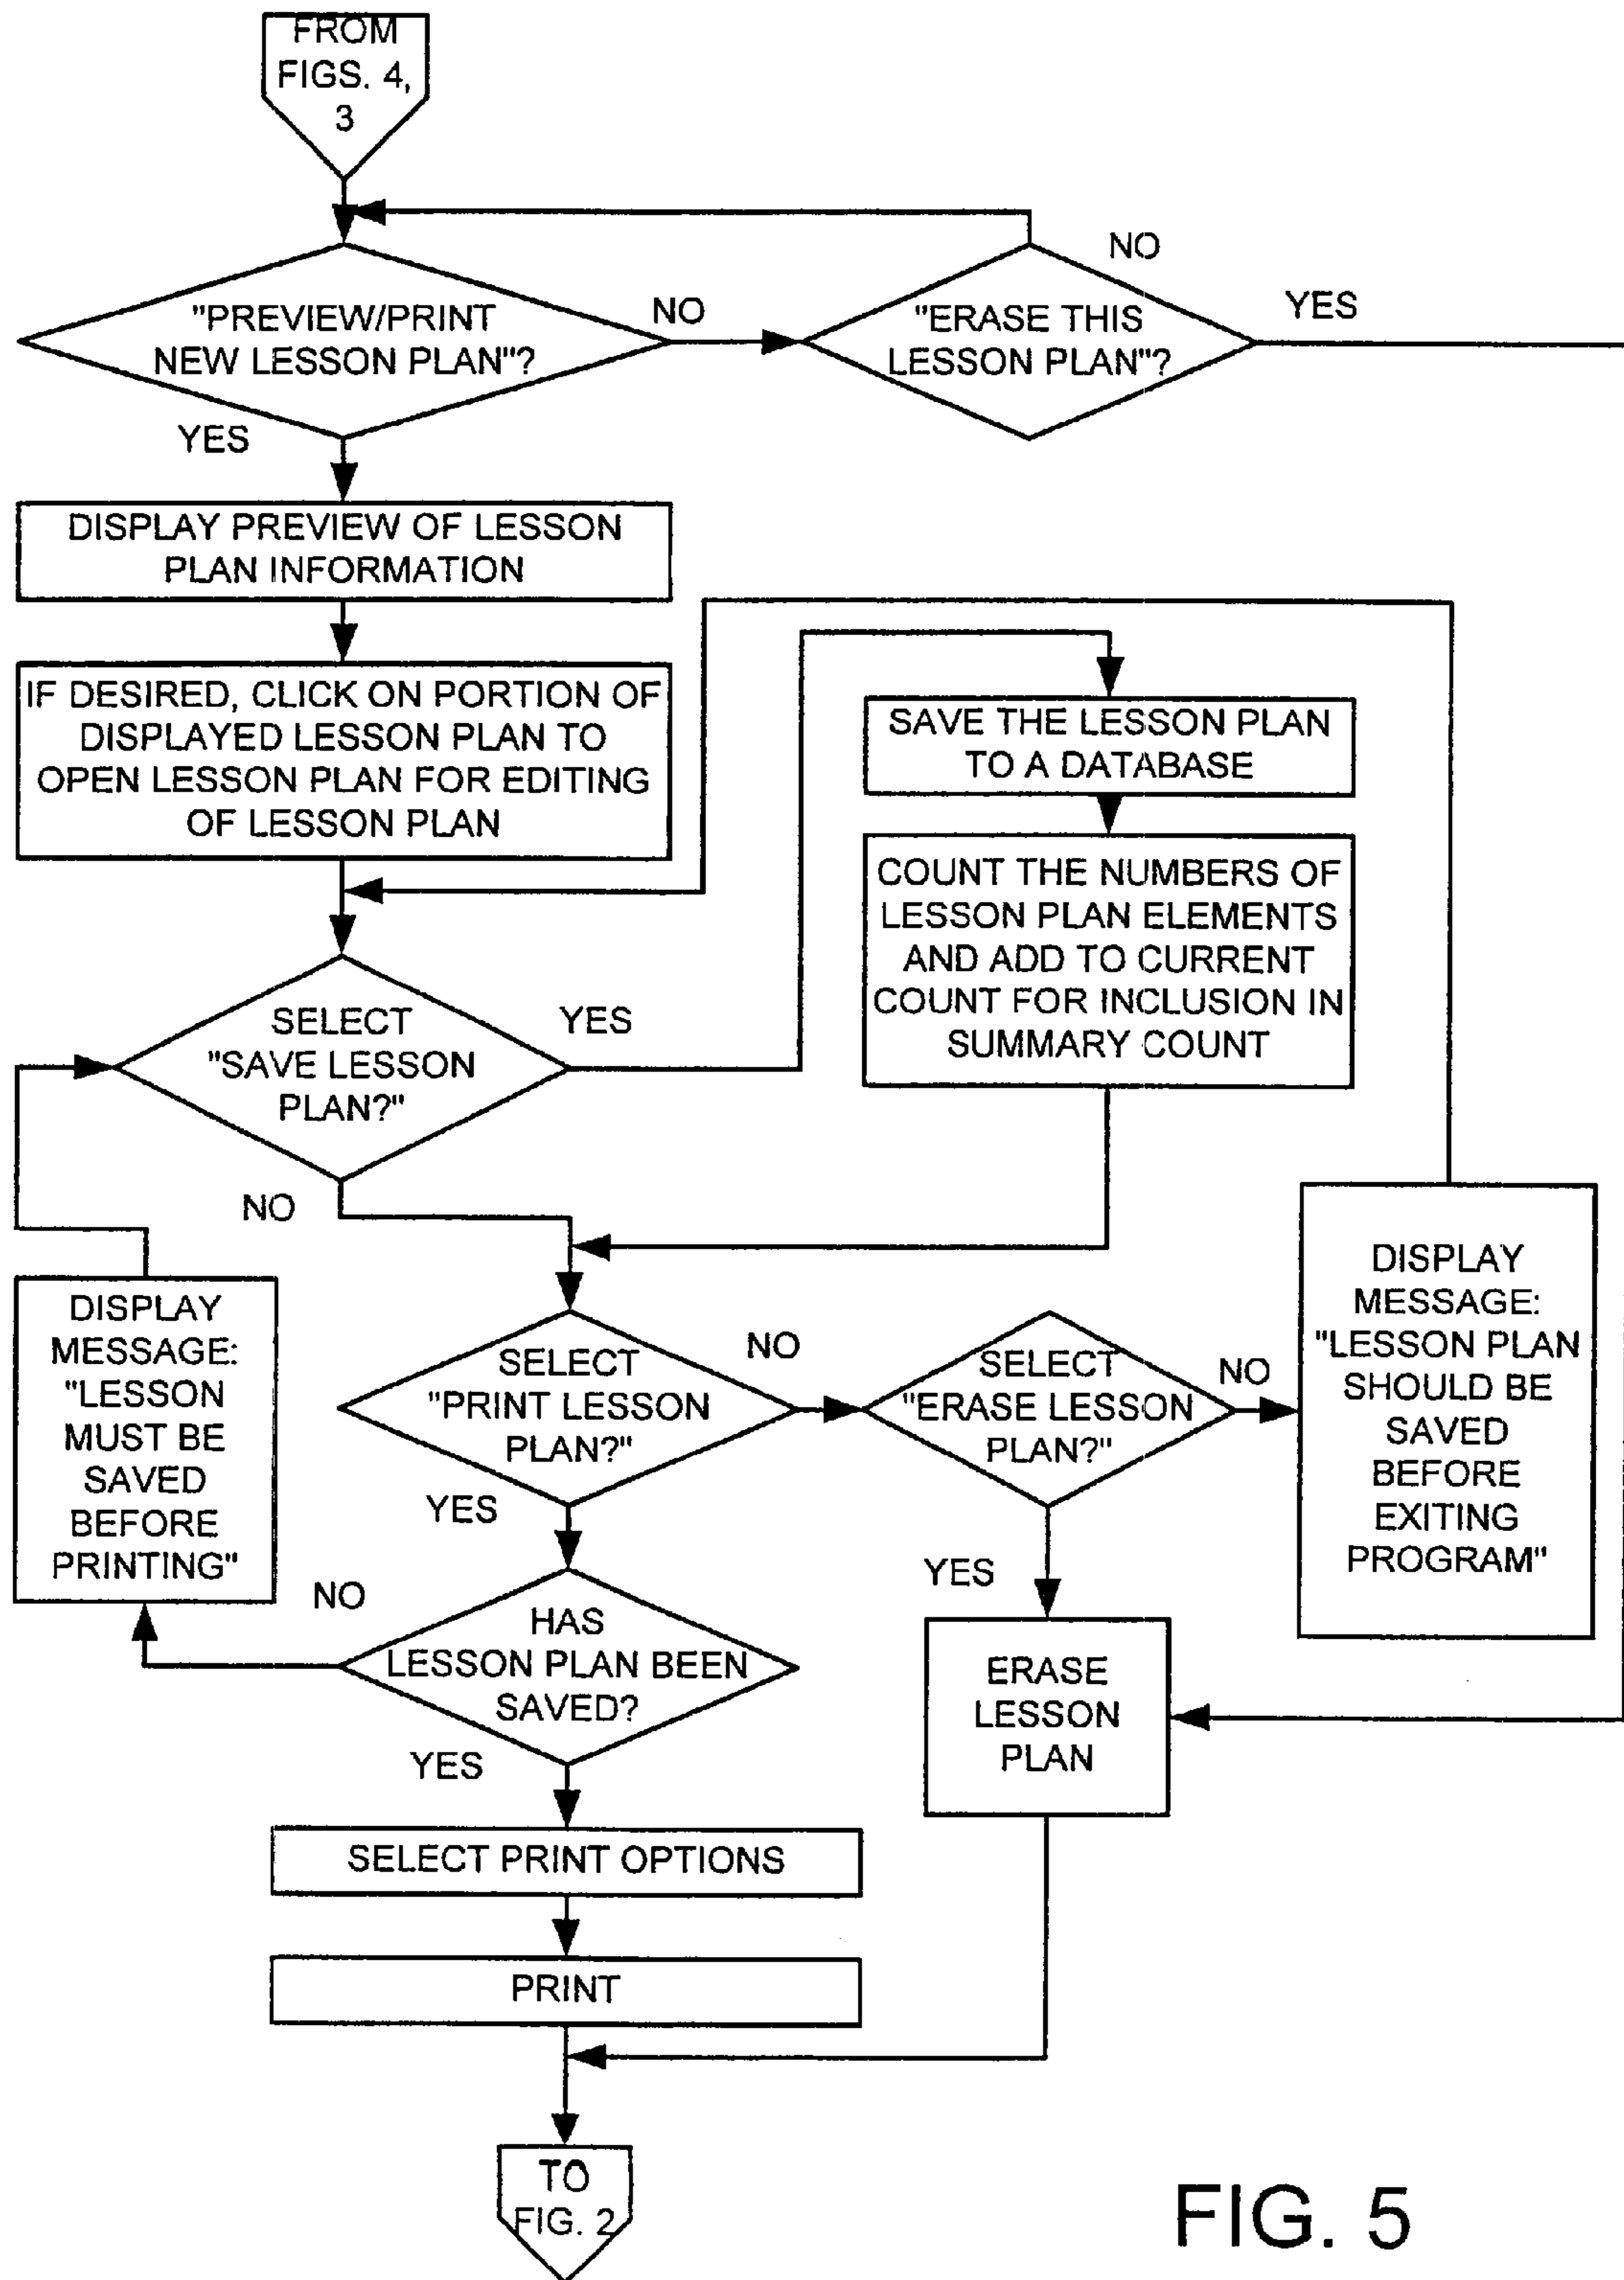 FROM
FIGS. 4,
3
"PREVIEW/PRINT
NEW LESSON PLAN"?
NO
YES
"ERASE THIS
LESSON PLAN"?
NO
YES
DISPLAY PREVIEW OF LESSON
PLAN INFORMATION
IF DESIRED, CLICK ON PORTION OF
DISPLAYED LESSON PLAN TO
OPEN LESSON PLAN FOR EDITING
OF LESSON PLAN
SAVE THE LESSON PLAN
TO A DATABASE
COUNT THE NUMBERS OF
LESSON PLAN ELEMENTS
AND ADD TO CURRENT
COUNT FOR INCLUSION IN
SUMMARY COUNT
SELECT
"SAVE LESSON
PLAN?"
YES
NO
DISPLAY
MESSAGE:
"LESSON
MUST BE
SAVED
BEFORE
PRINTING"
SELECT
"PRINT LESSON
PLAN?"
NO
YES
SELECT
"ERASE LESSON
PLAN?"
NO
YES
DISPLAY
MESSAGE:
"LESSON PLAN
SHOULD BE
SAVED
BEFORE
EXITING
PROGRAM"
HAS
LESSON PLAN BEEN
SAVED?
NO
YES
ERASE
LESSON
PLAN
SELECT PRINT OPTIONS
PRINT
TO
FIG. 2
FIG. 5